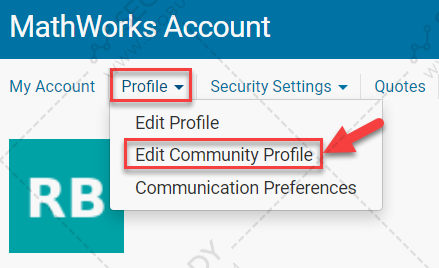 MathWorks Account
My Account Profile Security Settings Quotes
Edit Profile
Edit Community Profile
Communication Preferences
RB